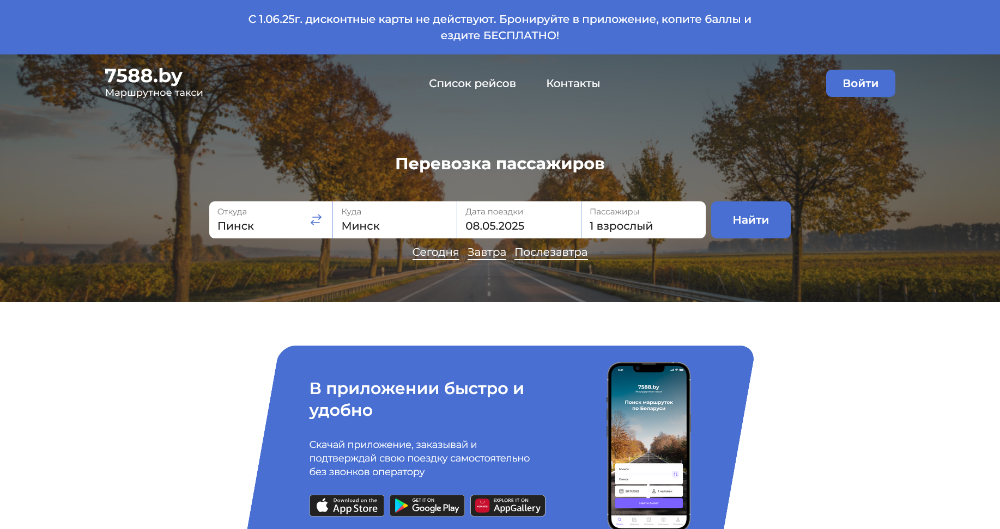 С 1.06.25г. дисконтные карты не действуют. Бронируйте в приложение, копите баллы и
ездите БЕСПЛАТНО!
7588.by
Маршрутное такси
Список рейсов
Контакты
Войти
Перевозка пассажиров
Откуда
Пинск
Куда
Минск
Дата поездки
08.05.2025
Пассажиры
1 взрослый
Найти
Сегодня
Завтра
Послезавтра
В приложении быстро и
удобно
Скачай приложение, заказывай и
подтверждай свою поездку самостоятельно
без звонков оператору
Download on the
App Store
GET IT ON
Google Play
HUAWEI
EXPLORE IT ON
AppGallery
9:41
7588.by
Маршрутное такси
Поиск маршруток
по Беларуси
Минск
Пинск
28.11.2022
1 человек
Найти билет